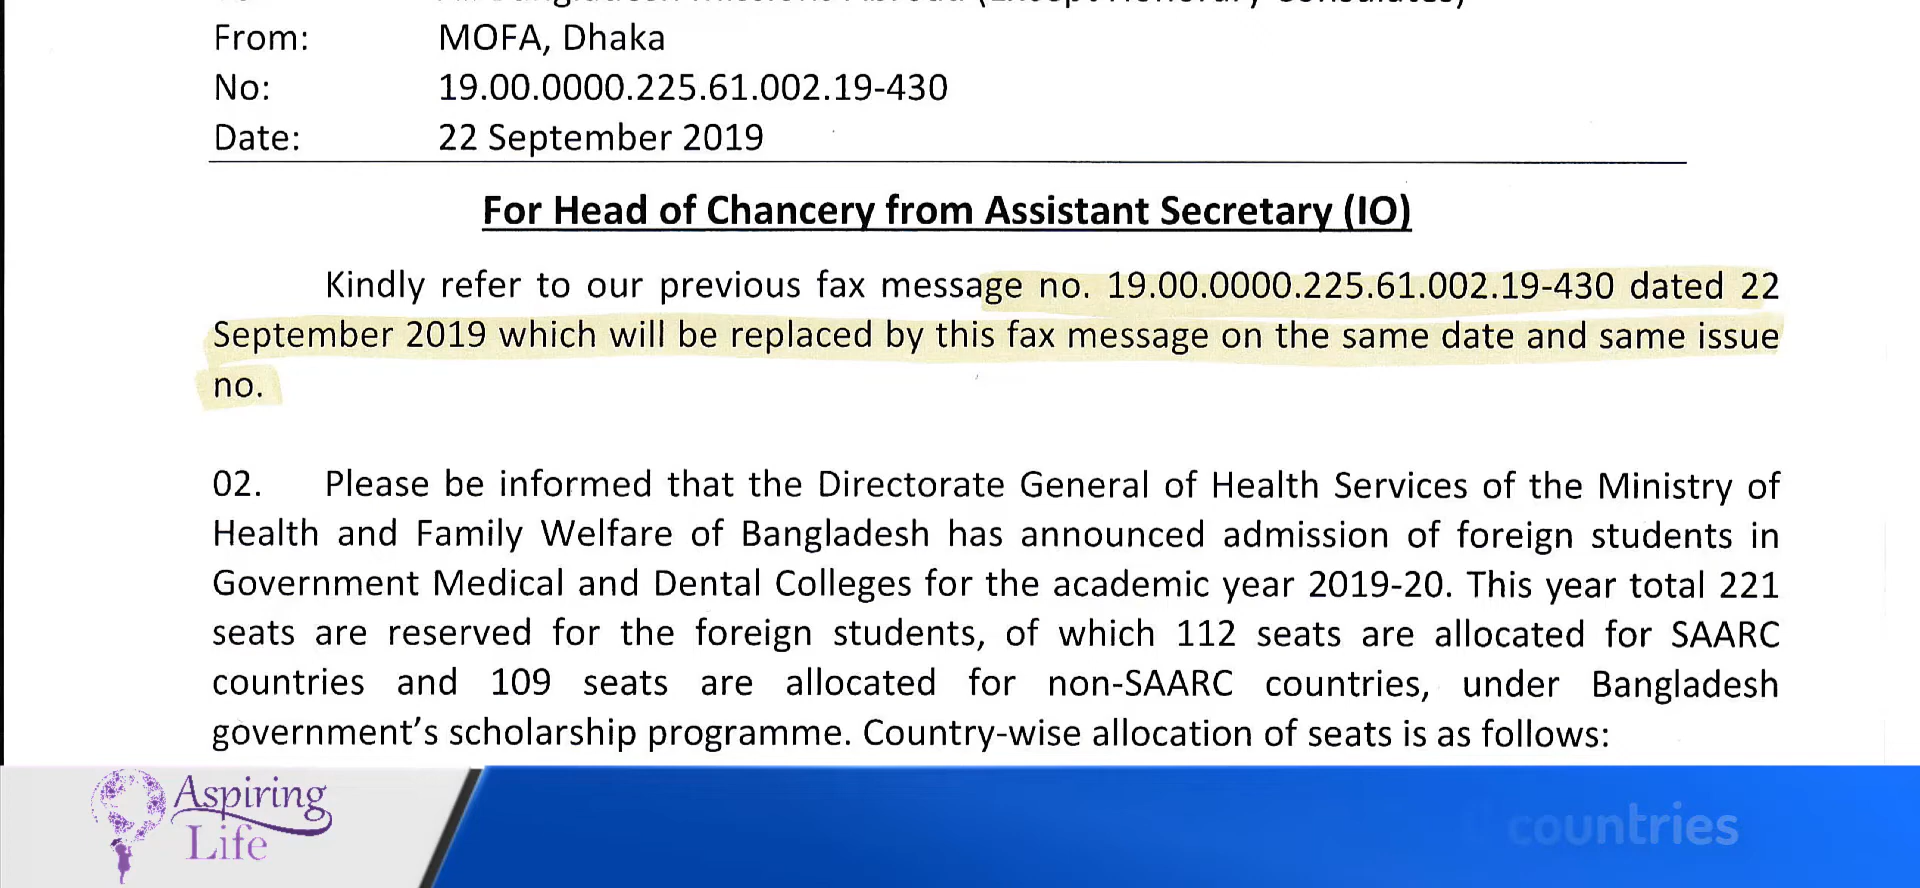 From: MOFA, Dhaka
No: 19.00.0000.225.61.002.19-430
Date: 22 September 2019
For Head of Chancery from Assistant Secretary (IO)
Kindly refer to our previous fax message no. 19.00.0000.225.61.002.19-430 dated 22
September 2019 which will be replaced by this fax message on the same date and same issue
no.
02. Please be informed that the Directorate General of Health Services of the Ministry of
Health and Family Welfare of Bangladesh has announced admission of foreign students in
Government Medical and Dental Colleges for the academic year 2019-20. This year total 221
seats are reserved for the foreign students, of which 112 seats are allocated for SAARC
countries and 109 seats are allocated for non-SAARC countries, under Bangladesh
government's scholarship programme. Country-wise allocation of seats is as follows:
Aspiring
Life
countries